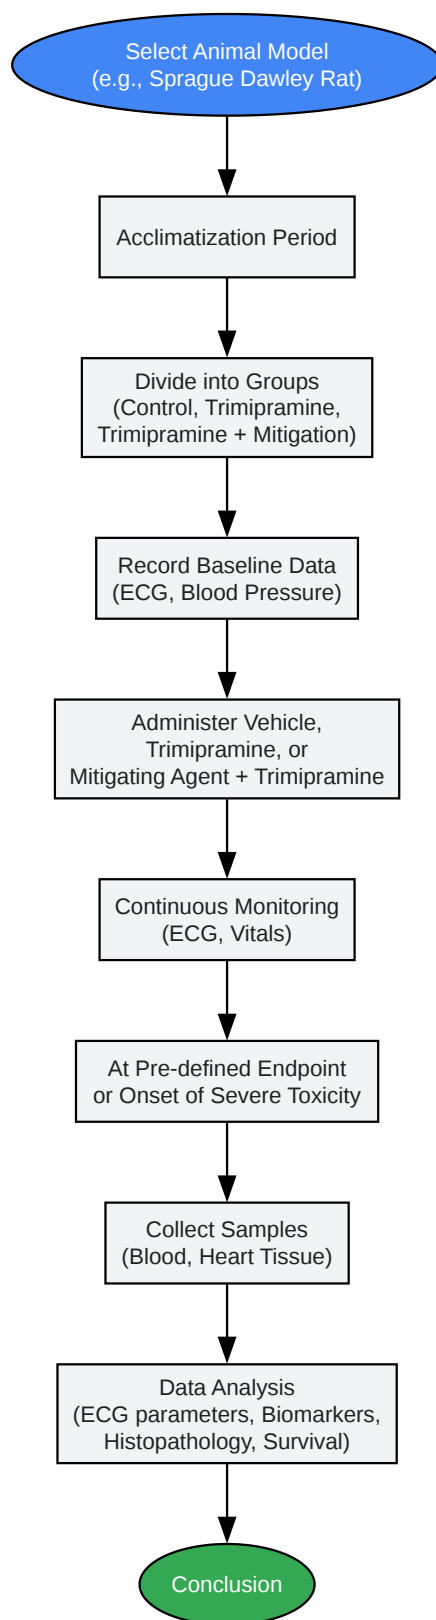 Select Animal Model
(e.g., Sprague Dawley Rat)
Acclimatization Period
Divide into Groups
(Control, Trimipramine,
Trimipramine + Mitigation)
Record Baseline Data
(ECG, Blood Pressure)
Administer Vehicle,
Trimipramine, or
Mitigating Agent + Trimipramine
Continuous Monitoring
(ECG, Vitals)
At Pre-defined Endpoint
or Onset of Severe Toxicity
Collect Samples
(Blood, Heart Tissue)
Data Analysis
(ECG parameters, Biomarkers,
Histopathology, Survival)
Conclusion